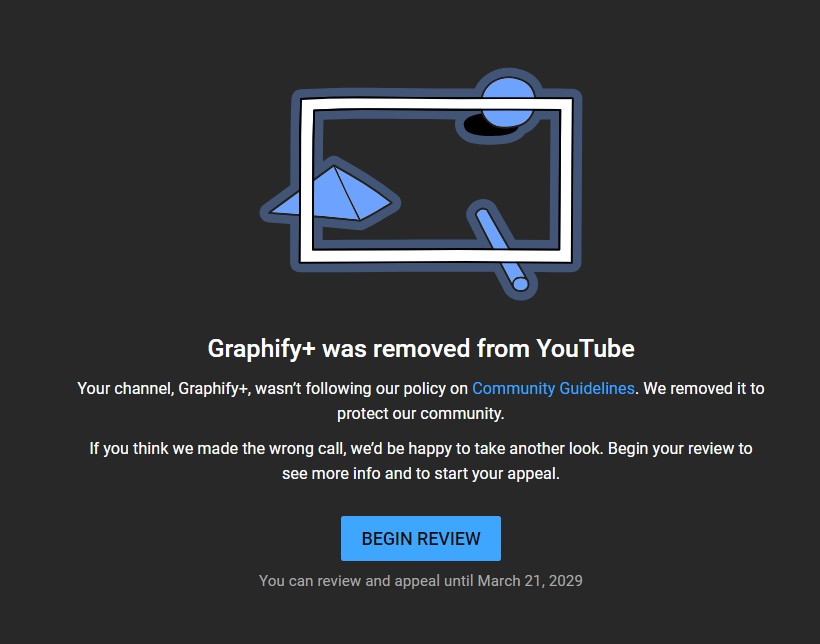 Graphify+ was removed from YouTube
Your channel, Graphify+, wasn’t following our policy on Community Guidelines. We removed it to
protect our community.
If you think we made the wrong call, we’d be happy to take another look. Begin your review to
see more info and to start your appeal.
BEGIN REVIEW
You can review and appeal until March 21, 2029